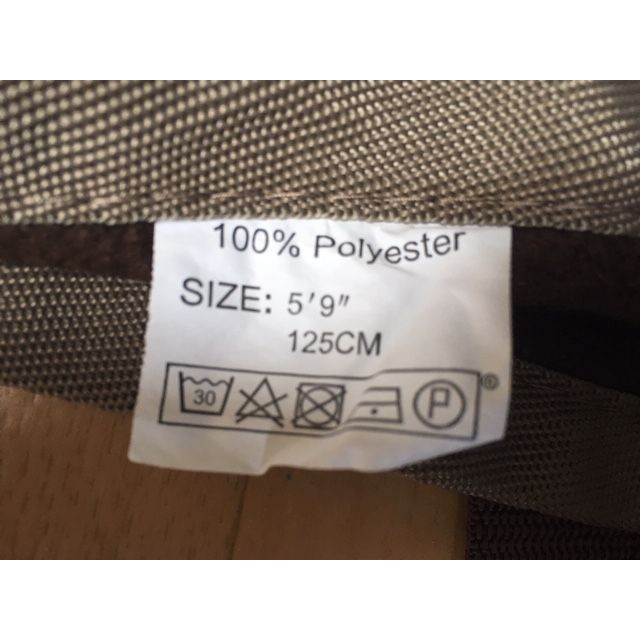 100% Polyester
SIZE: 5'9"
125CM
30 P ®